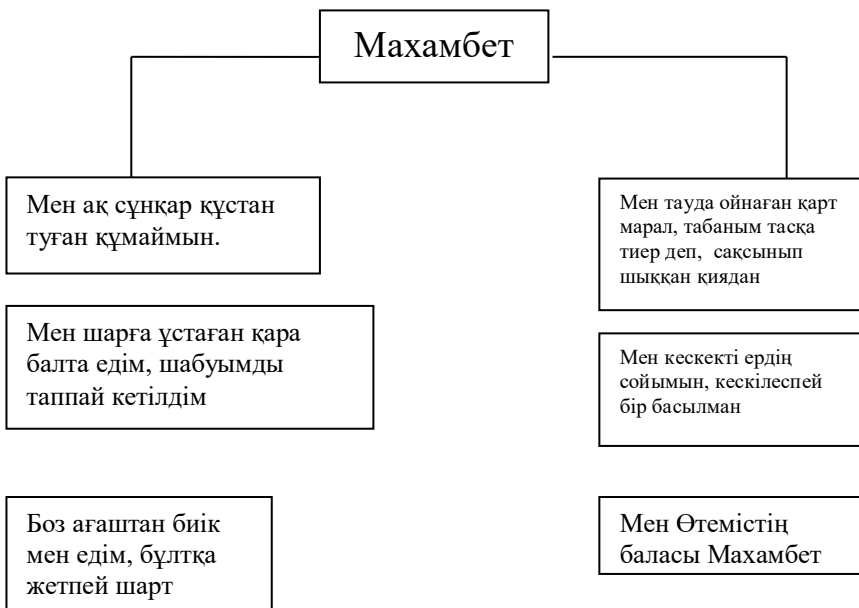 Махамбет
Мен ақ сұнқар құстан
туған құмаймын.
Мен шарға ұстаған қара
балта едім, шабуымды
таппай кетілдім
Боз ағаштан биік
мен едім, бұлтқа
жетпей шарт
Мен тауда ойнаған қарт
марал, табаным тасқа
тиер деп, сақсынып
шыққан қиядан
Мен кескекті ердің
сойымын, кескілеспей
бір басылман
Мен Өтемістің
баласы Махамбет